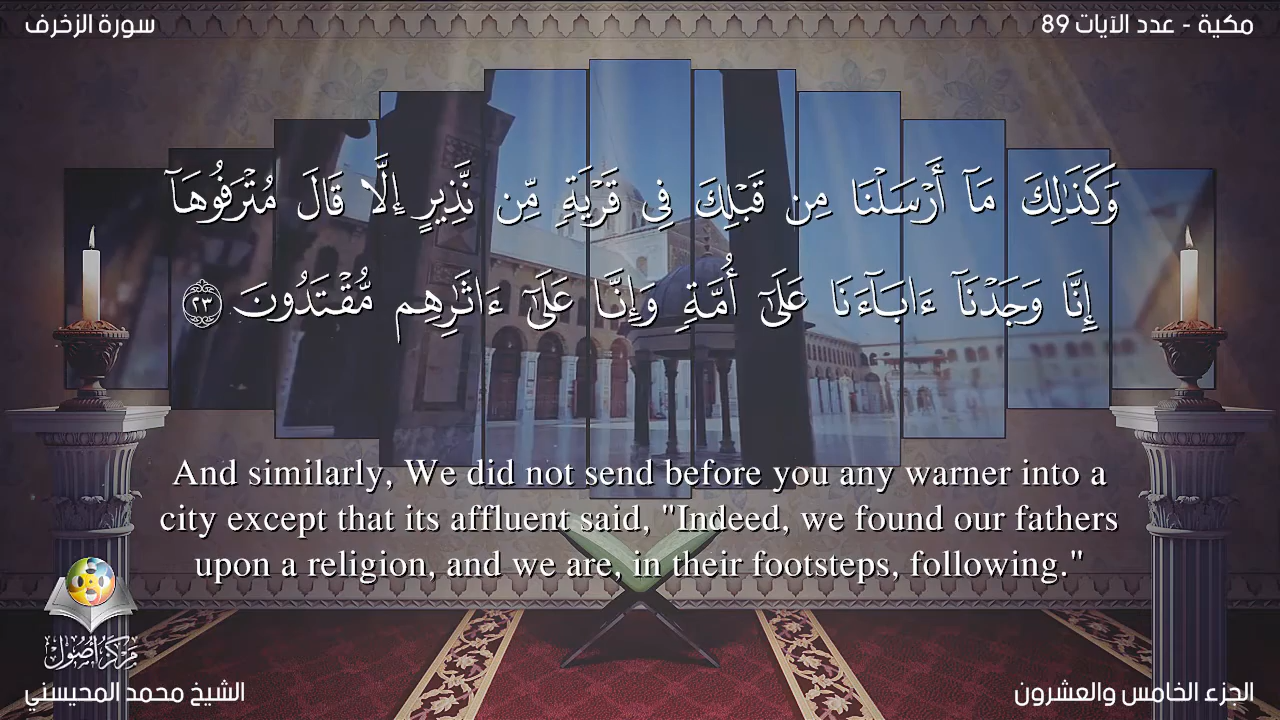 مكية - عدد الآيات 89
سورة الزخرف
وَكَذَٰلِكَ مَآ أَرْسَلْنَا مِن قَبْلِكَ فِى قَرْيَةٍ مِّن نَّذِيرٍ إِلَّا قَالَ مُتْرَفُوهَآ
إِنَّا وَجَدْنَآ ءَابَآءَنَا عَلَىٰٓ أُمَّةٍ وَإِنَّا عَلَىٰٓ ءَاثَٰرِهِم مُّقْتَدُونَ ٢٣
And similarly, We did not send before you any warner into a
city except that its affluent said, "Indeed, we found our fathers
upon a religion, and we are, in their footsteps, following."
مركز أصول
الجزء الخامس والعشرون
الشيخ محمد المحيسني